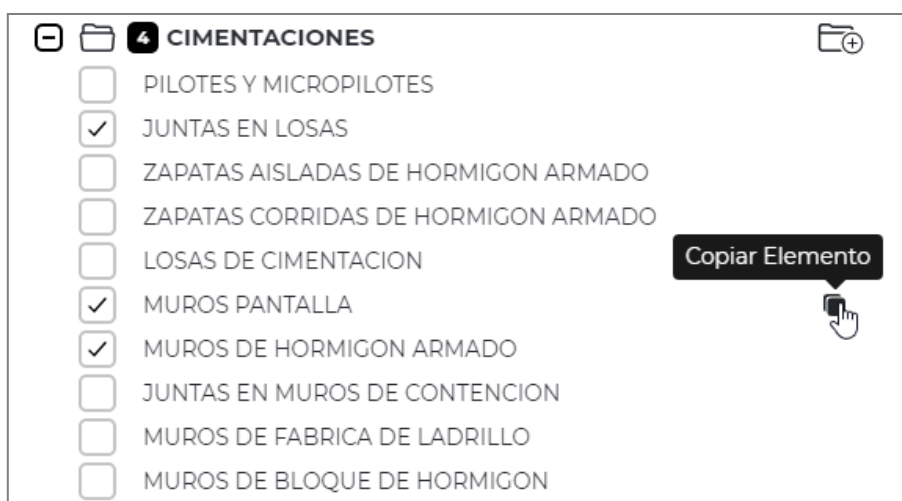 4 CIMENTACIONES
PILOTES Y MICROPILOTES
JUNTAS EN LOSAS
ZAPATAS AISLADAS DE HORMIGON ARMADO
ZAPATAS CORRIDAS DE HORMIGON ARMADO
LOSAS DE CIMENTACION
Copiar Elemento
MUROS PANTALLA
MUROS DE HORMIGON ARMADO
JUNTAS EN MUROS DE CONTENCION
MUROS DE FABRICA DE LADRILLO
MUROS DE BLOQUE DE HORMIGON